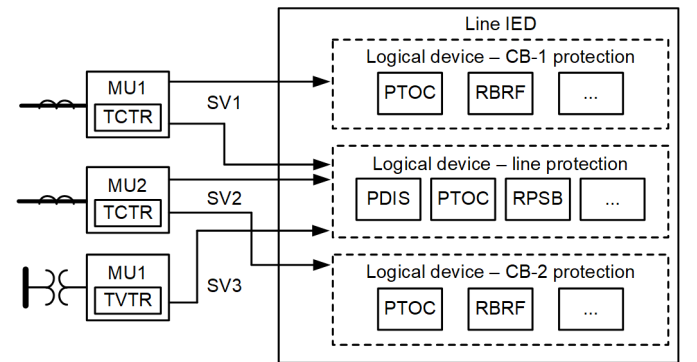 Line IED
Logical device – CB-1 protection
PTOC RBRF ...
MU1
TCTR
SV1
Logical device – line protection
PDIS PTOC RPSB ...
MU2
TCTR
SV2
MU1
TVTR
SV3
Logical device – CB-2 protection
PTOC RBRF ...